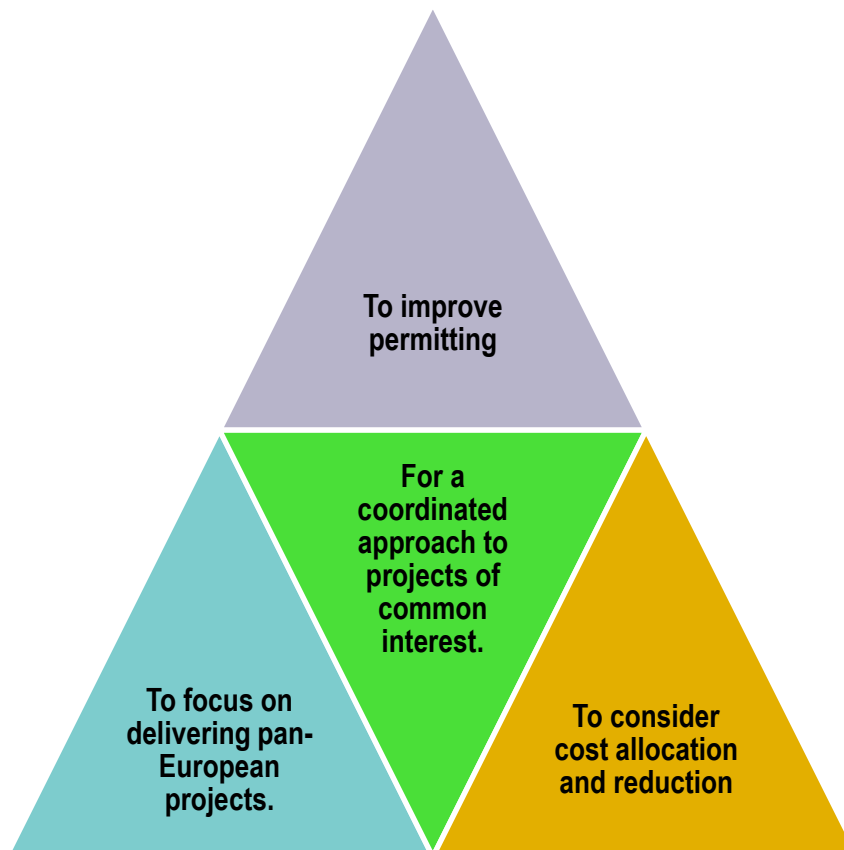 To improve
permitting
For a
coordinated
approach to
projects of
common
interest.
To focus on
delivering pan-
European
projects.
To consider
cost allocation
and reduction